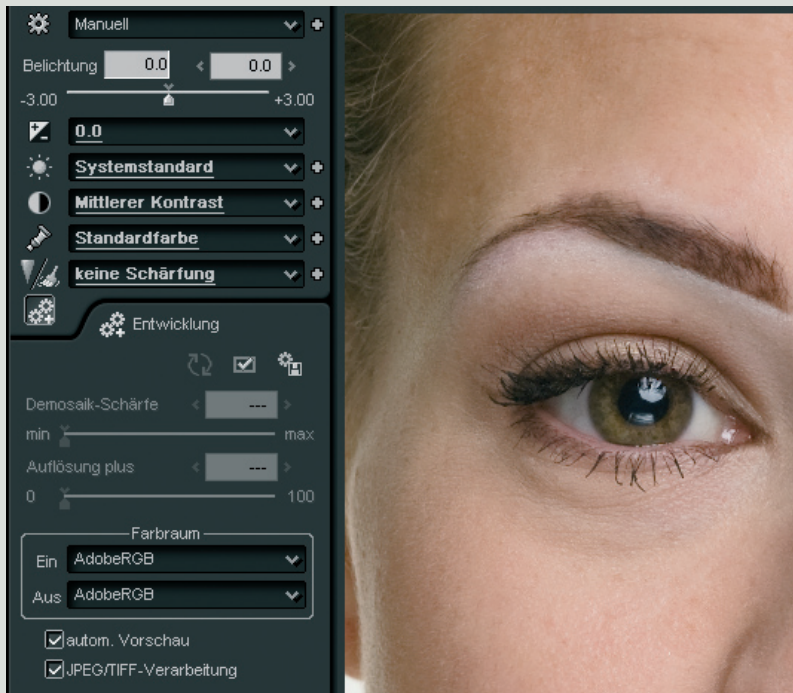 Manuell
Belichtung 0.0 0.0
-3.00 +3.00
0.0
Systemstandard
Mittlerer Kontrast
Standardfarbe
keine Schärfung
Entwicklung
Demosaik-Schärfe ---
min max
Auflösung plus ---
0 100
Farbraum
Ein AdobeRGB
Aus AdobeRGB
autom. Vorschau
JPEG/TIFF-Verarbeitung